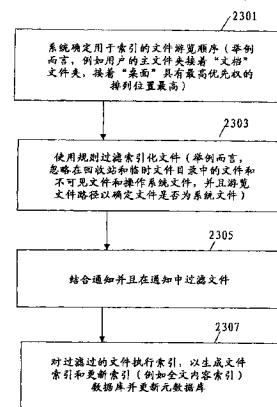 2301
系统确定用于索引的文件游览顺序（举例
而言，例如用户的主文件夹接着“文档”
文件夹，接着“桌面”具有最高优先权的
排列位置最高）
2303
使用规则过滤索引化文件（举例而言，
忽略在回收站和临时文件目录中的文件和
不可见文件和操作系统文件，并且游览
文件路径以确定文件是否为系统文件）
2305
结合通知并且在通知中过滤文件
2307
对过滤过的文件执行索引，以生成文件
索引和更新索引（例如全文内容索引）
数据库并更新元数据库